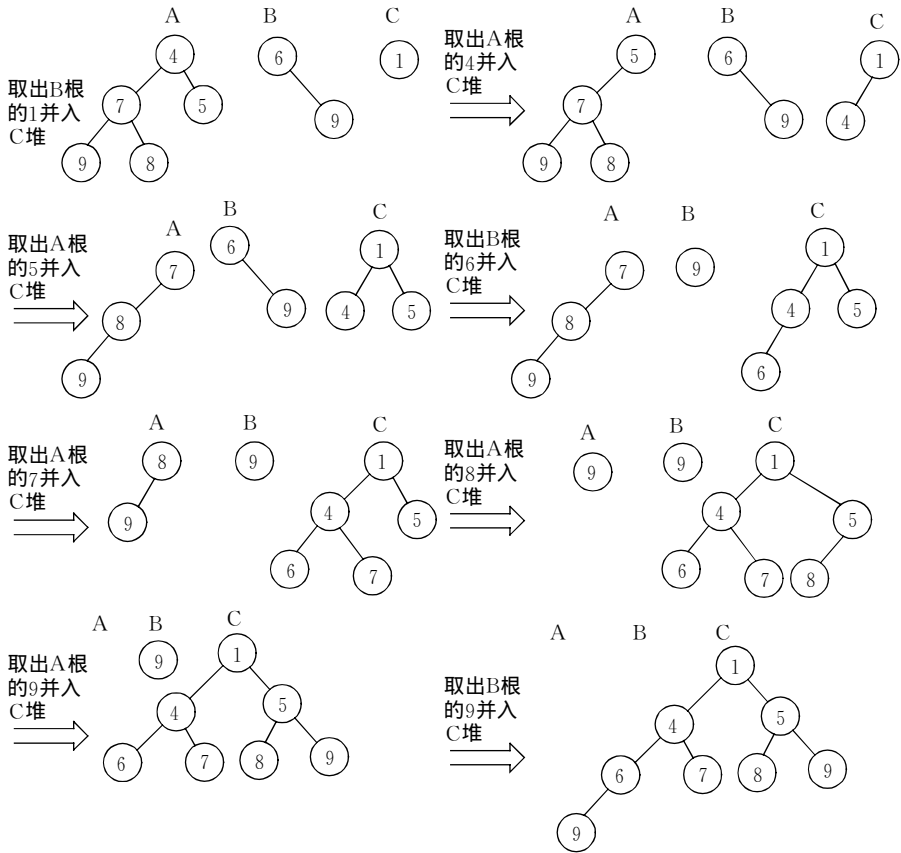 A B C
取出B根
的1并入
C堆
4 6 1
7 5 9
9 8
取出A根
的4并入
C堆
A B C
5 6 1
7 9 4
9 8
取出A根
的5并入
C堆
A B C
7 6 1
8 9 4 5
9
取出B根
的6并入
C堆
A B C
7 9 1
8 4 5
9 6
取出A根
的7并入
C堆
A B C
8 9 1
9 4 5
6 7
取出A根
的8并入
C堆
A B C
9 9 1
4 5
6 7 8
取出A根
的9并入
C堆
A B C
9 1
4 5
6 7 8 9
取出B根
的9并入
C堆
A B C
1
4 5
6 7 8 9
9